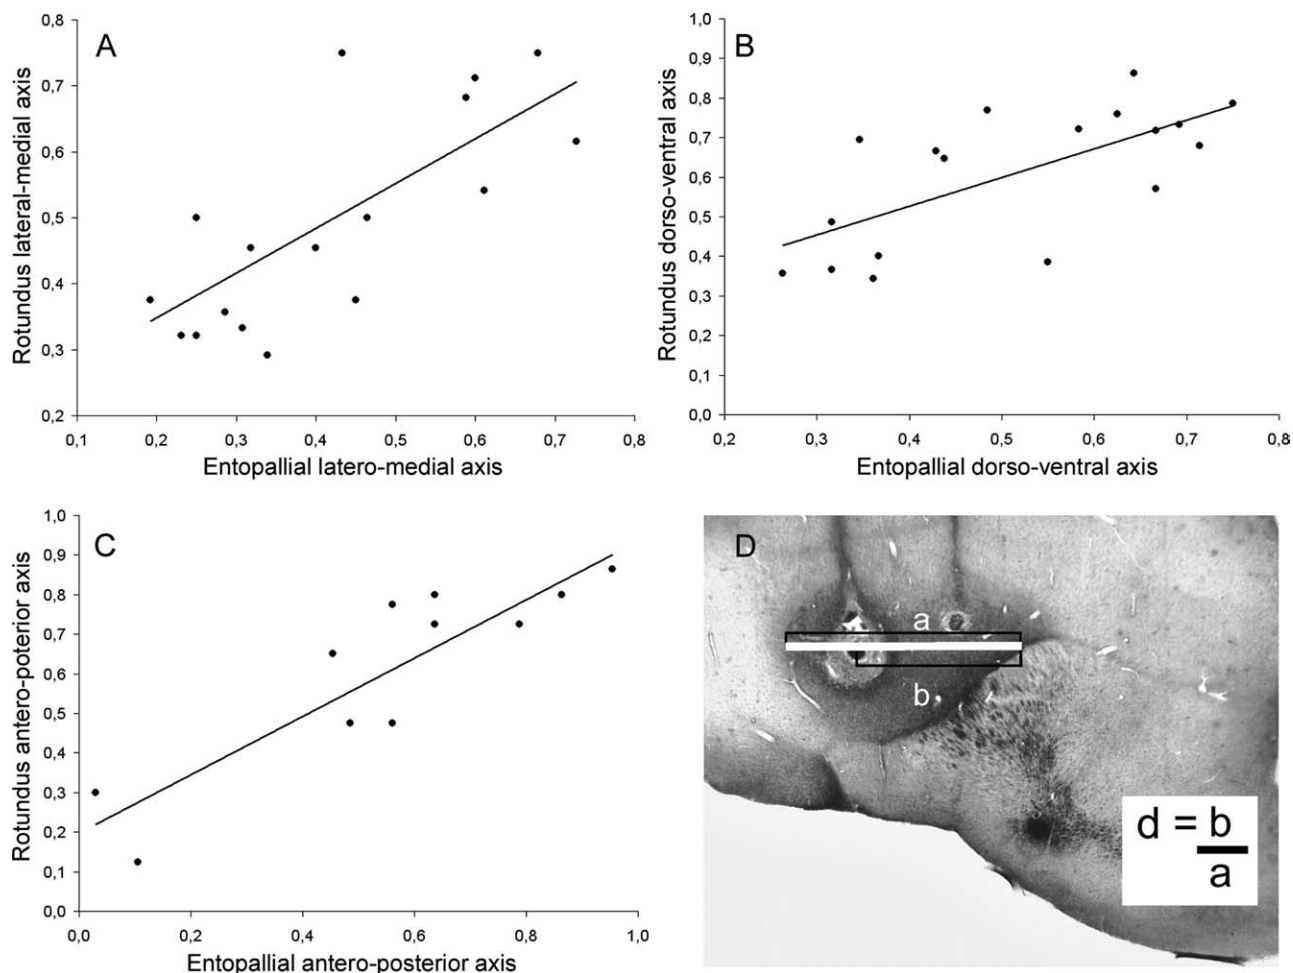 A
0,8
0,7
0,6
0,5
0,4
0,3
0,2
0,1 0,2 0,3 0,4 0,5 0,6 0,7 0,8
Rotundus lateral-medial axis
Entopallial latero-medial axis
B
1,0
0,9
0,8
0,7
0,6
0,5
0,4
0,3
0,2
0,1
0,0
0,2 0,3 0,4 0,5 0,6 0,7 0,8
Rotundus dorso-ventral axis
Entopallial dorso-ventral axis
C
1,0
0,9
0,8
0,7
0,6
0,5
0,4
0,3
0,2
0,1
0,0
0,0 0,2 0,4 0,6 0,8 1,0
Rotundus antero-poterior axis
Entopallial antero-posterior axis
D
a
b
d = b
a